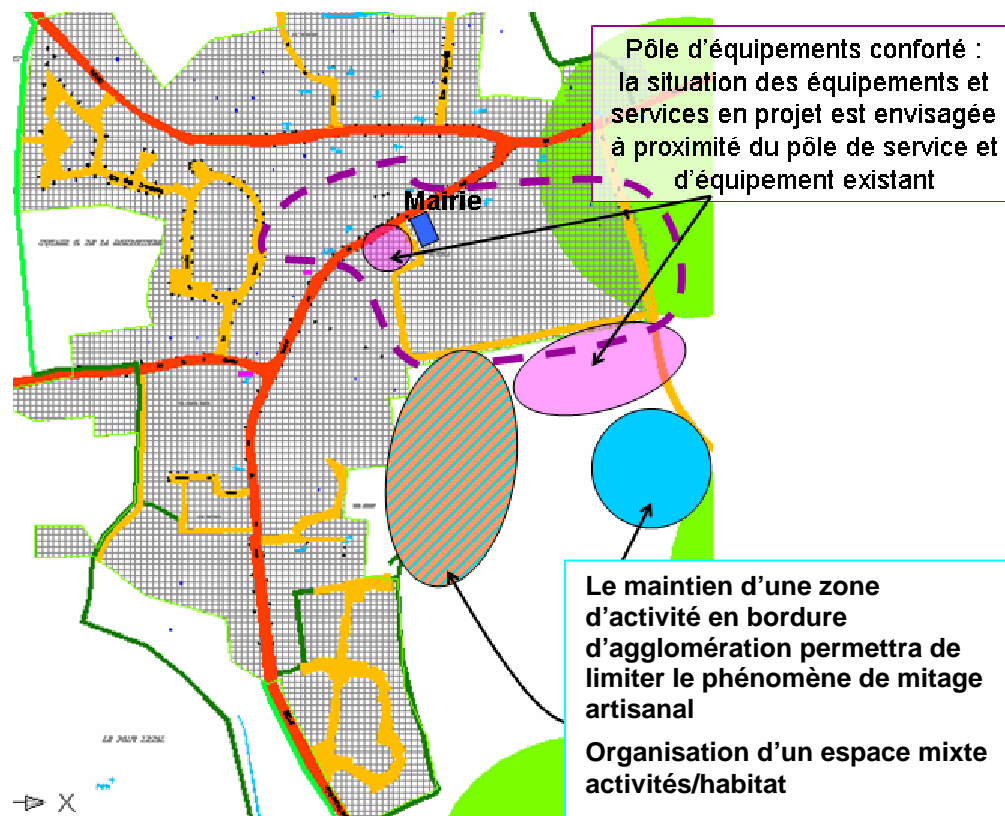 Pôle d'équipements conforté :
la situation des équipements et
services en projet est envisagée
à proximité du pôle de service et
d'équipement existant
Mairie
Le maintien d'une zone
d'activité en bordure
d'agglomération permettra de
limiter le phénomène de mitage
artisanal
Organisation d'un espace mixte
activités/habitat
X